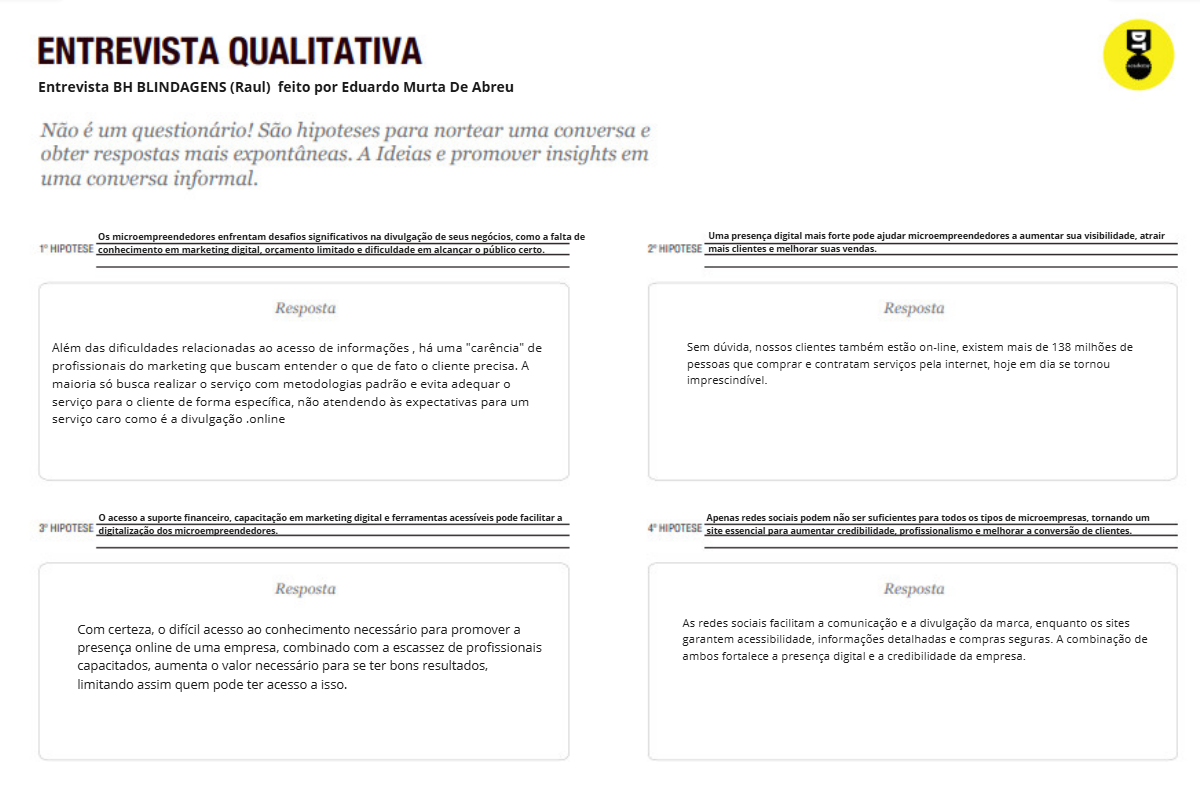 ENTREVISTA QUALITATIVA
Entrevista BH BLINDAGENS (Raul)  feito por Eduardo Murta De Abreu
Não é um questionário! São hipoteses para nortear uma conversa e
obter respostas mais expontâneas. A Ideias e promover insights em
uma conversa informal.
1º HIPOTESE
Os microempreendedores enfrentam desafios significativos na divulgação de seus negócios, como a falta de
conhecimento em marketing digital, orçamento limitado e dificuldade em alcançar o público certo.
Resposta
Além das dificuldades relacionadas ao acesso de informações , há uma "carência" de
profissionais do marketing que buscam entender o que de fato o cliente precisa. A
maioria só busca realizar o serviço com metodologias padrão e evita adequar o
serviço para o cliente de forma específica, não atendendo às expectativas para um
serviço caro como é a divulgação .online
2º HIPOTESE
Uma presença digital mais forte pode ajudar microempreendedores a aumentar sua visibilidade, atrair
mais clientes e melhorar suas vendas.
Resposta
Sem dúvida, nossos clientes também estão on-line, existem mais de 138 milhões de
pessoas que comprar e contratam serviços pela internet, hoje em dia se tornou
imprescindível.
3º HIPOTESE
O acesso a suporte financeiro, capacitação em marketing digital e ferramentas acessíveis pode facilitar a
digitalização dos microempreendedores.
Resposta
Com certeza, o difícil acesso ao conhecimento necessário para promover a
presença online de uma empresa, combinado com a escassez de profissionais
capacitados, aumenta o valor necessário para se ter bons resultados,
limitando assim quem pode ter acesso a isso.
4º HIPOTESE
Apenas redes sociais podem não ser suficientes para todos os tipos de microempresas, tornando um
site essencial para aumentar credibilidade, profissionalismo e melhorar a conversão de clientes.
Resposta
As redes sociais facilitam a comunicação e a divulgação da marca, enquanto os sites
garantem acessibilidade, informações detalhadas e compras seguras. A combinação de
ambos fortalece a presença digital e a credibilidade da empresa.
DT